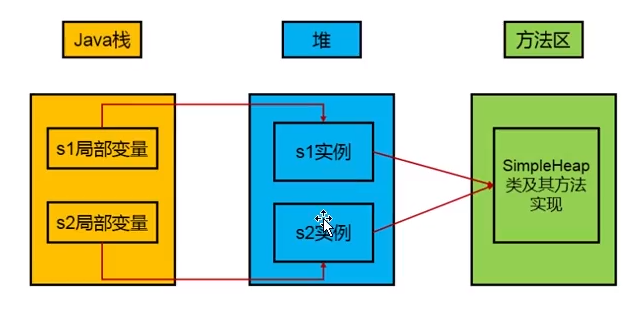 Java栈
堆
方法区
s1局部变量
s2局部变量
s1实例
s2实例
SimpleHeap
类及其方法
实现